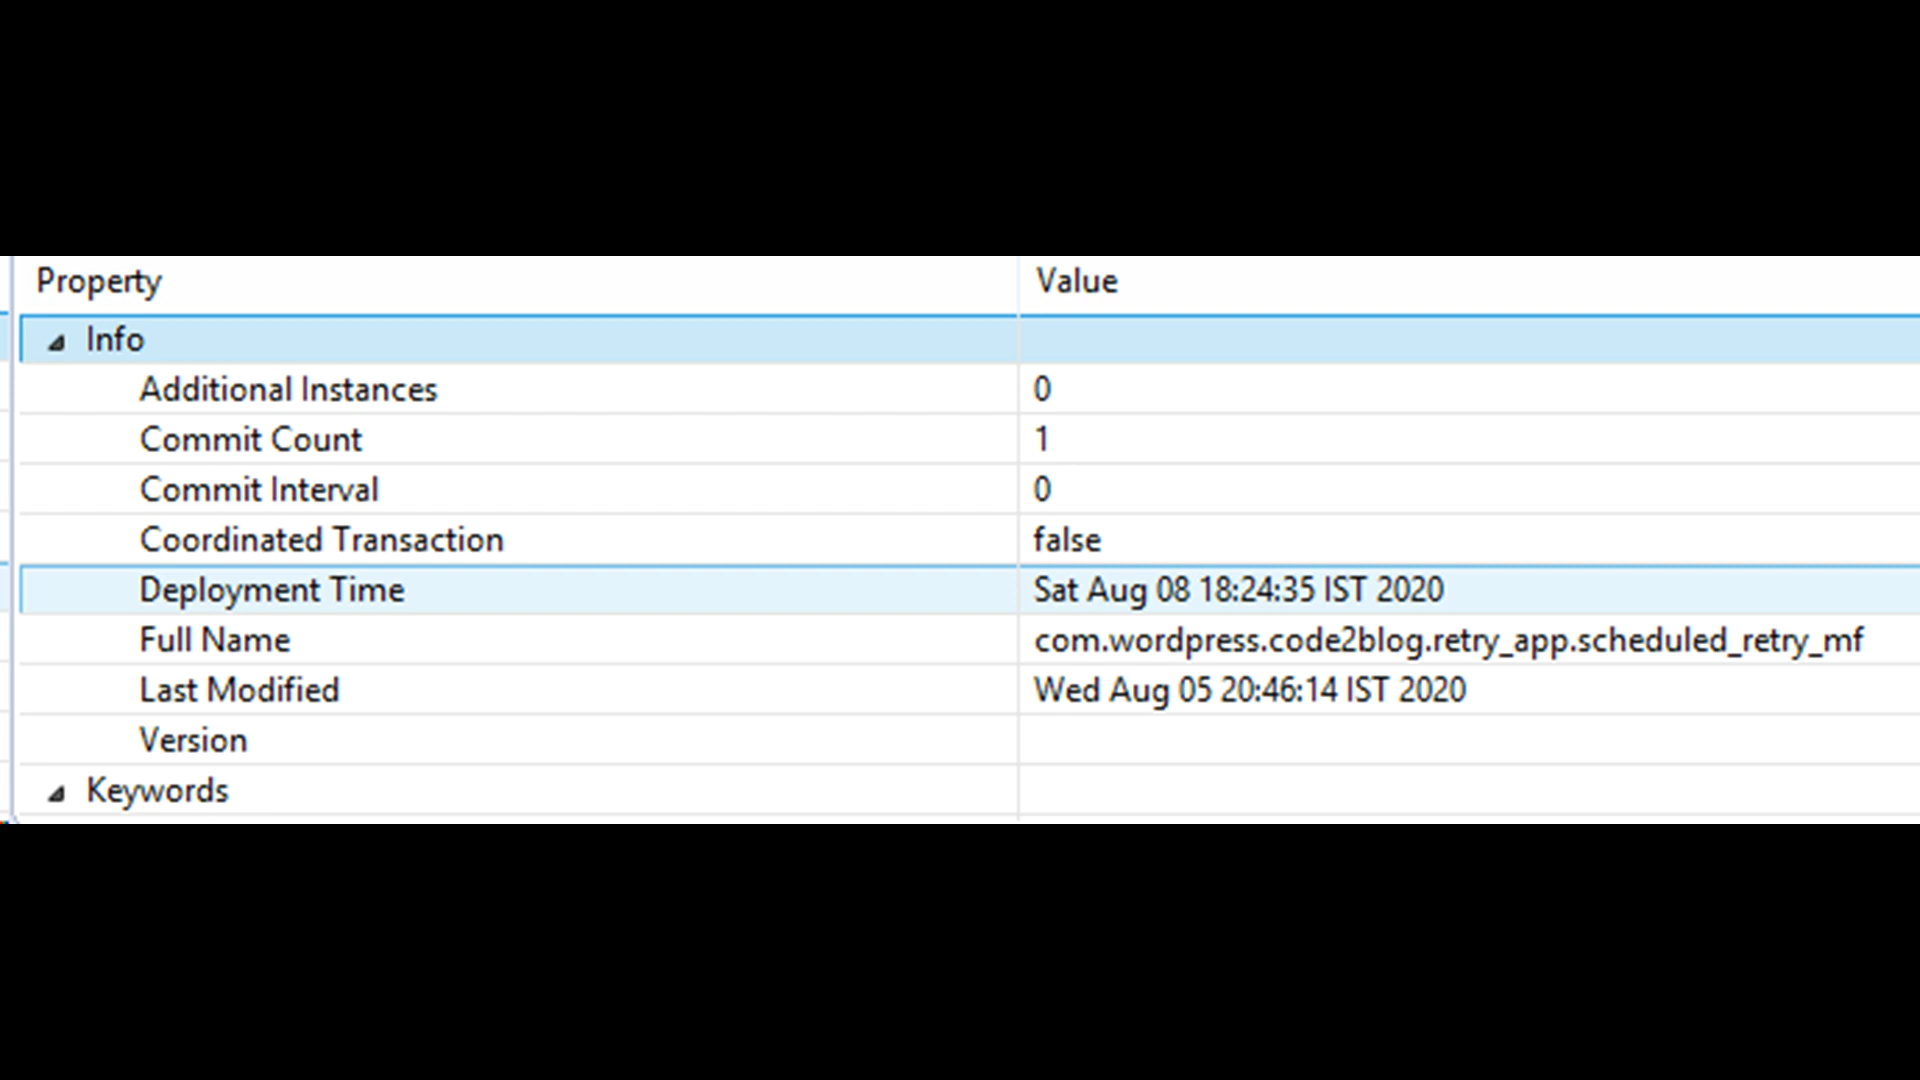 Property Value
Info
Additional Instances 0
Commit Count 1
Commit Interval 0
Coordinated Transaction false
Deployment Time Sat Aug 08 18:24:35 IST 2020
Full Name com.wordpress.code2blog.retry_app.scheduled_retry_mf
Last Modified Wed Aug 05 20:46:14 IST 2020
Version
Keywords